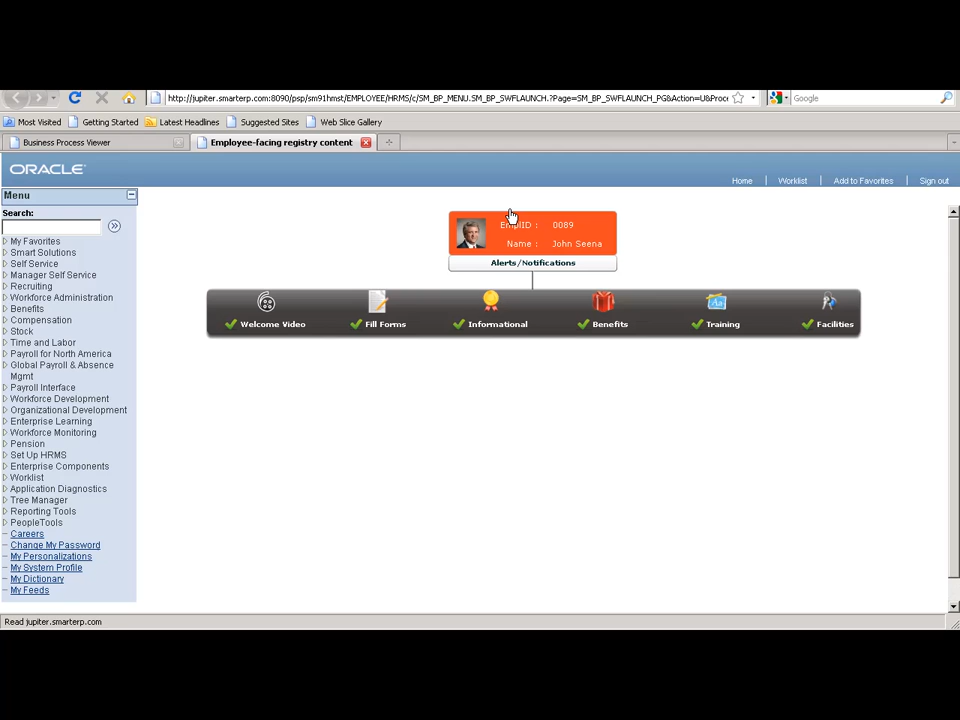 http://jupiter.smarterp.com:8090/psp/sm91hmst/EMPLOYEE/HRMS/c/SM_BP_MENU.SM_BP_SWFLAUNCH.?Page=SM_BP_SWFLAUNCH_PG&Action=U&Proce
Google
Most Visited
Getting Started
Latest Headlines
Suggested Sites
Web Slice Gallery
Business Process Viewer
Employee-facing registry content
ORACLE
Home
Worklist
Add to Favorites
Sign out
Menu
Search:
My Favorites
Smart Solutions
Self Service
Manager Self Service
Recruiting
Workforce Administration
Benefits
Compensation
Stock
Time and Labor
Payroll for North America
Global Payroll & Absence
Mgmt
Payroll Interface
Workforce Development
Organizational Development
Enterprise Learning
Workforce Monitoring
Pension
Set Up HRMS
Enterprise Components
Worklist
Application Diagnostics
Tree Manager
Reporting Tools
PeopleTools
Careers
Change My Password
My Personalizations
My System Profile
My Dictionary
My Feeds
EmplID : 0089
Name : John Seena
Alerts/Notifications
Welcome Video
Fill Forms
Informational
Benefits
Training
Facilities
Read jupiter.smarterp.com